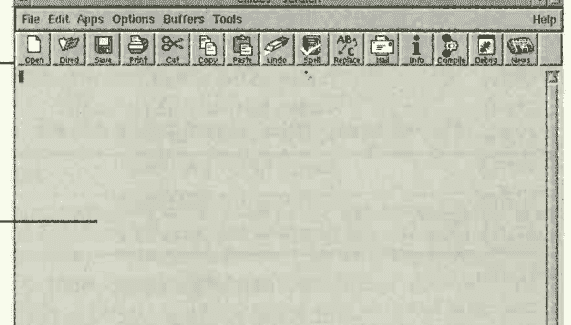 File Edit Apps Options Buffers Tools Help
Open Dired Save Print Cut Copy Paste Undo Spell Replace Mail Info Compile Debug News